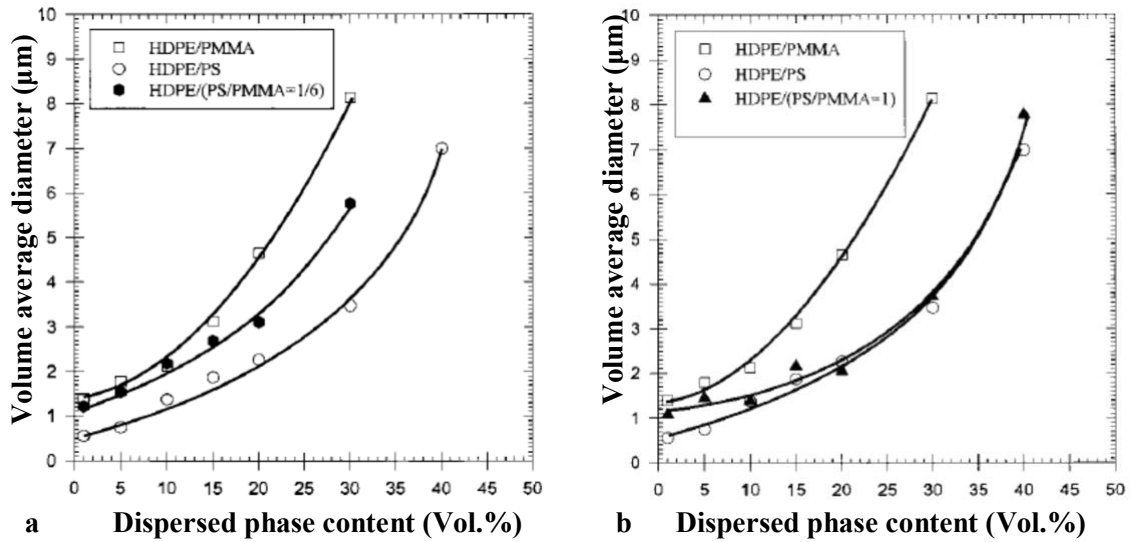 Volume average diameter (µm)
10
9
8
7
6
5
4
3
2
1
0
HDPE/PMMA
HDPE/PS
HDPE/(PS/PMMA=1/6)
0 5 10 15 20 25 30 35 40 45 50
a Dispersed phase content (Vol.%)
Volume average diameter (µm)
10
9
8
7
6
5
4
3
2
1
0
HDPE/PMMA
HDPE/PS
HDPE/(PS/PMMA=1)
0 5 10 15 20 25 30 35 40 45 50
b Dispersed phase content (Vol.%)